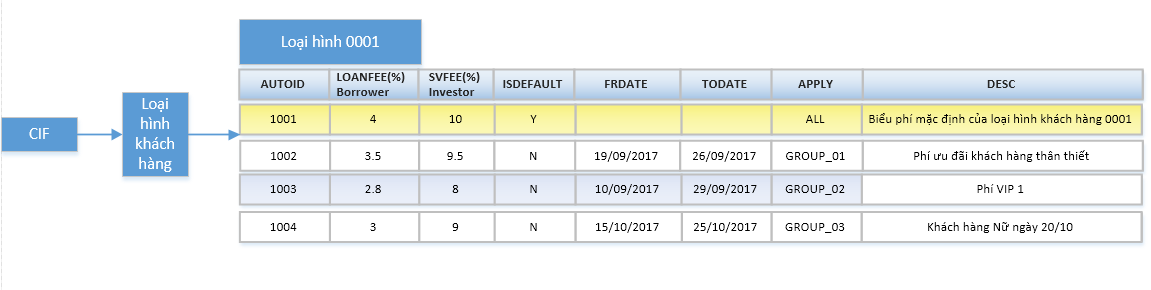 Loại hình 0001
AUTOID LOANFEE(%) Borrower SVFEE(%) Investor ISDEFAULT FRDATE TODATE APPLY DESC
1001 4 10 Y ALL Biểu phí mặc định của loại hình khách hàng 0001
1002 3.5 9.5 N 19/09/2017 26/09/2017 GROUP_01 Phí ưu đãi khách hàng thân thiết
1003 2.8 8 N 10/09/2017 29/09/2017 GROUP_02 Phí VIP 1
1004 3 9 N 15/10/2017 25/10/2017 GROUP_03 Khách hàng Nữ ngày 20/10
CIF
Loại
hình
khách
hàng